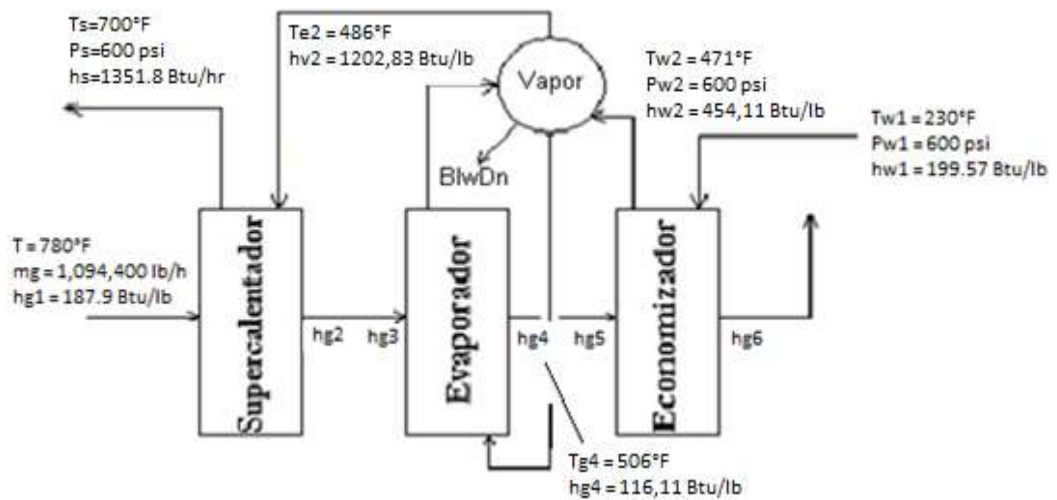 Ts=700°F
Ps=600 psi
hs=1351.8 Btu/hr
Te2 = 486°F
hv2 = 1202,83 Btu/lb
Vapor
Tw2 = 471°F
Pw2 = 600 psi
hw2 = 454,11 Btu/lb
Tw1 = 230°F
Pw1 = 600 psi
hw1 = 199.57 Btu/lb
BlwDn
T = 780°F
mg = 1,094,400 lb/h
hg1 = 187.9 Btu/lb
Supercalentador
hg2
hg3
Evaporador
hg4
hg5
Economizador
hg6
Tg4 = 506°F
hg4 = 116,11 Btu/lb